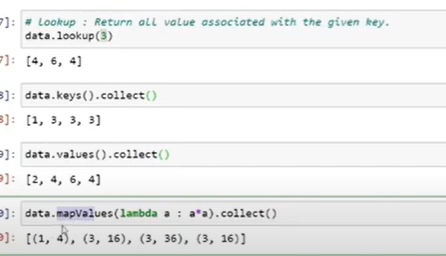 7]: # lookup : Return all value associated with the given key.
data.lookup(3)
7]: [4, 6, 4]
8]: data.keys().collect()
8]: [1, 3, 3, 3]
9]: data.values().collect()
9]: [2, 4, 6, 4]
0]: data.mapValues(lambda a : a*a).collect()
0]: [(1, 4), (3, 16), (3, 36), (3, 16)]